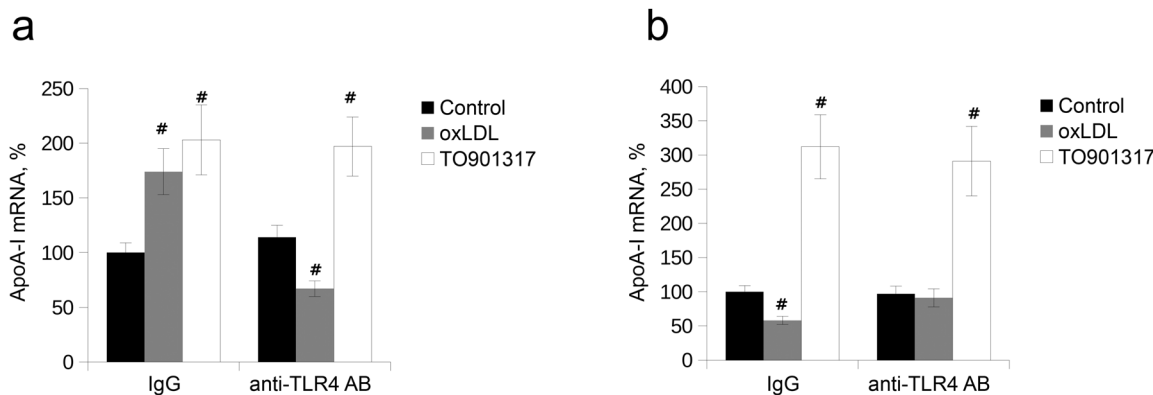 a
ApoA-I mRNA, %
250
200
150
100
50
0
#
#
#
#
#
IgG
anti-TLR4 AB
Control
oxLDL
TO901317
b
ApoA-I mRNA, %
400
350
300
250
200
150
100
50
0
#
#
#
IgG
anti-TLR4 AB
Control
oxLDL
TO901317